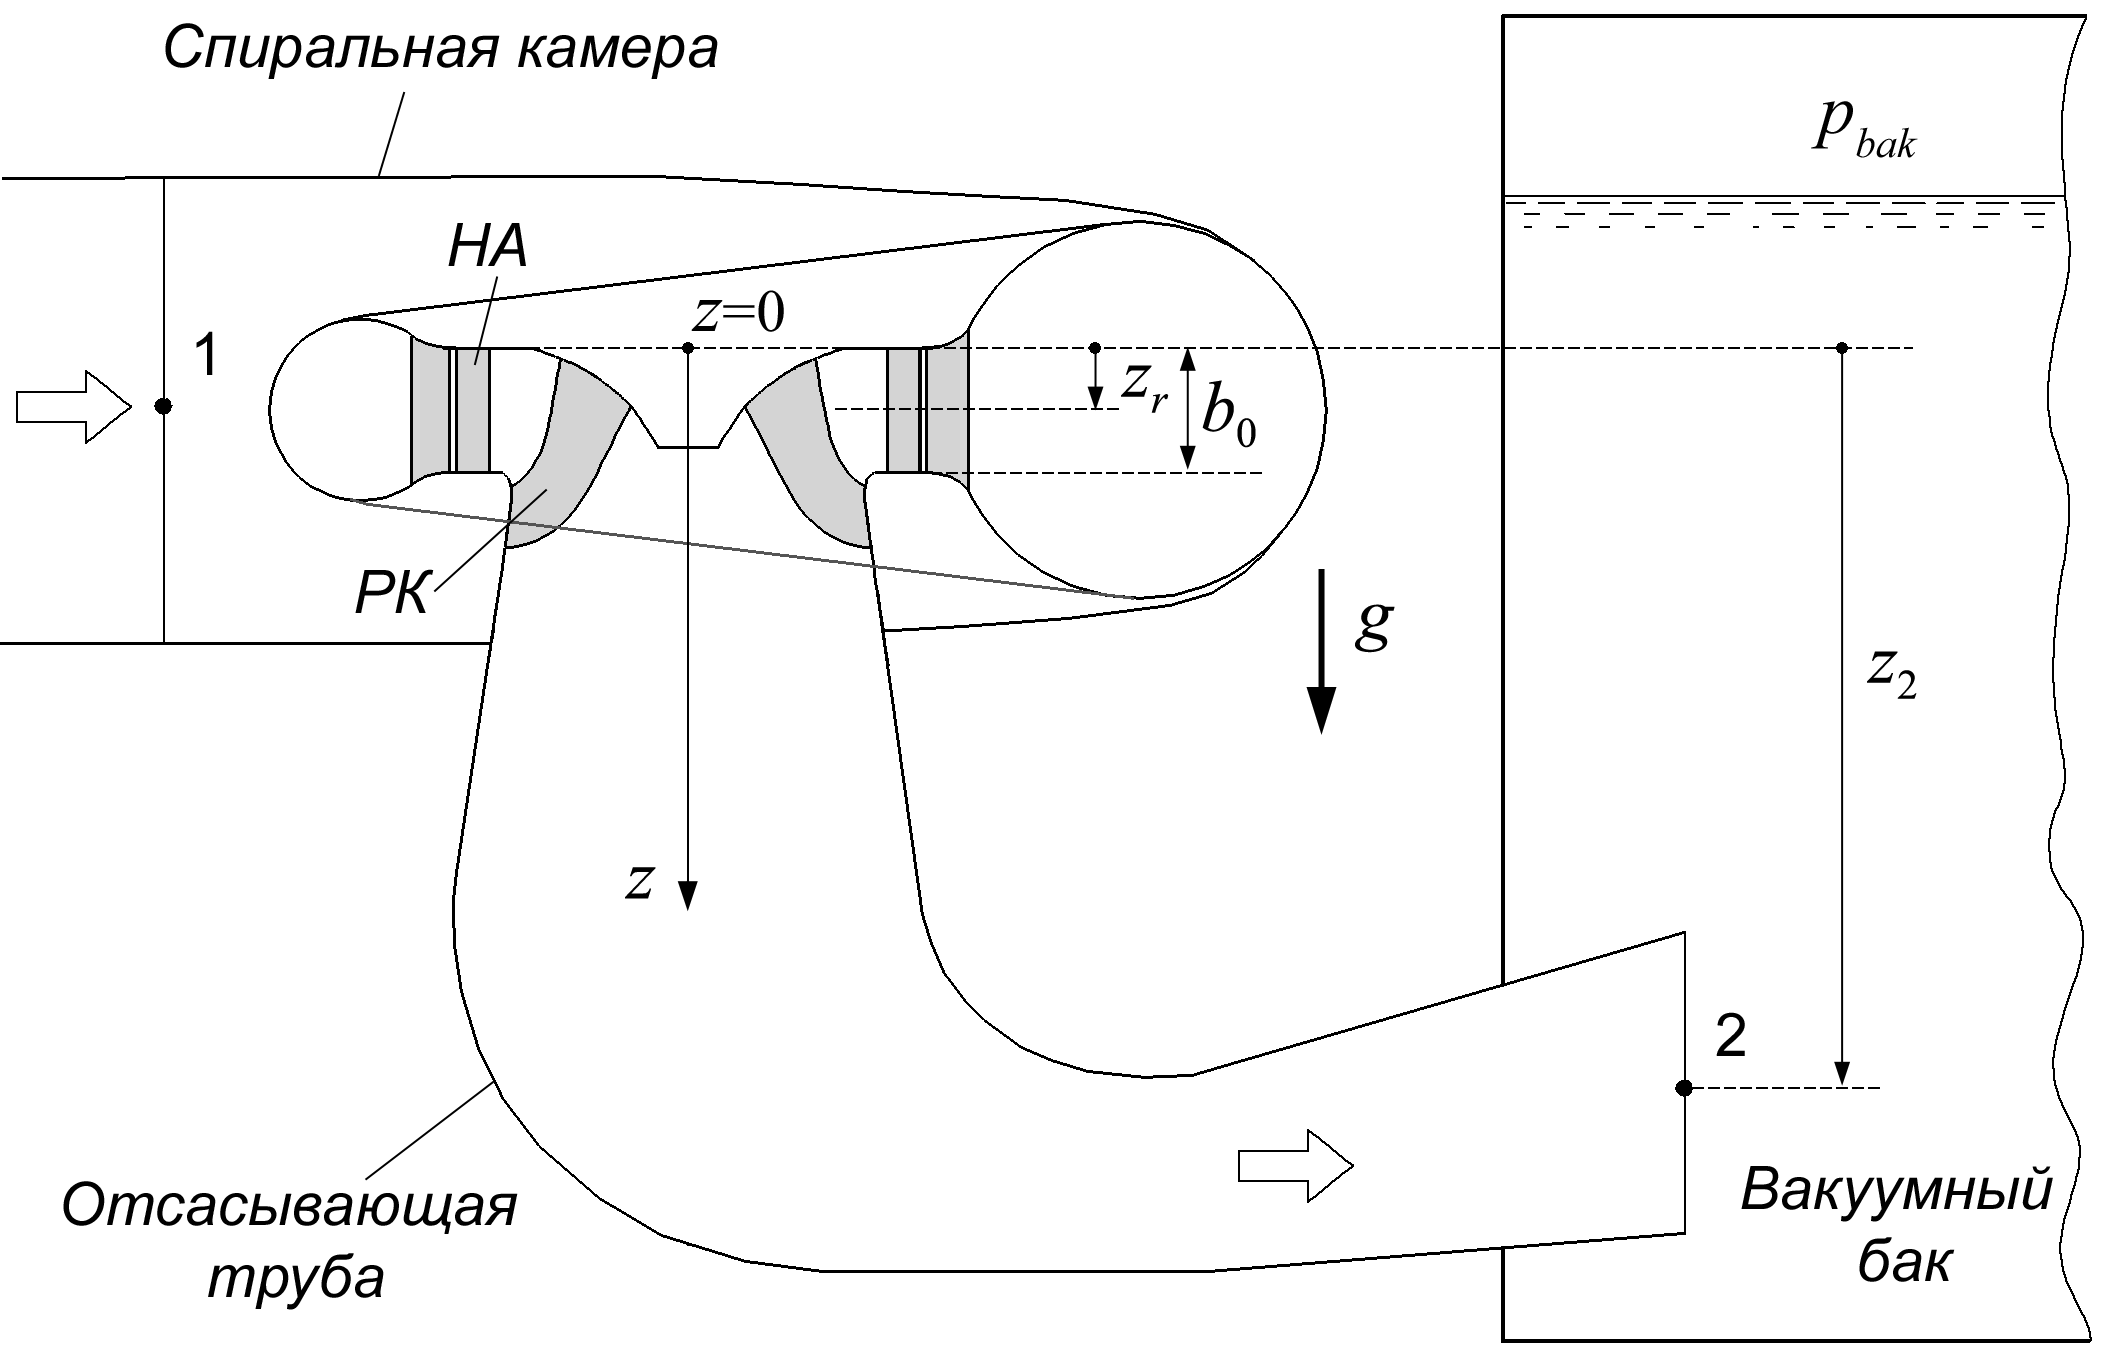 Спиральная камера
p_bak
НА
z=0
1
z_r
b_0
РК
g
z_2
z
2
Отсасывающая
труба
Вакуумный
бак